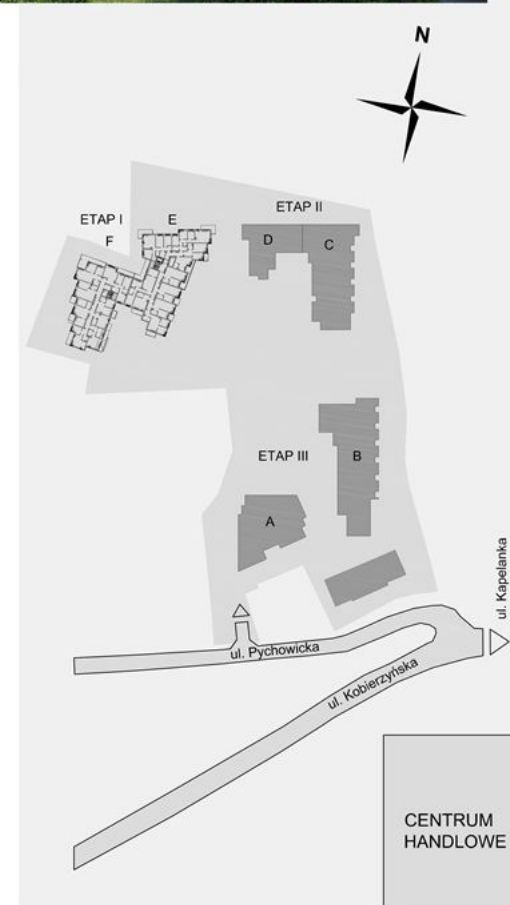 N
ETAP II
ETAP I
E
F
D
C
ETAP III
B
A
ul. Kapelanka
ul. Pychowicka
ul. Kobierzyńska
CENTRUM
HANDLOWE